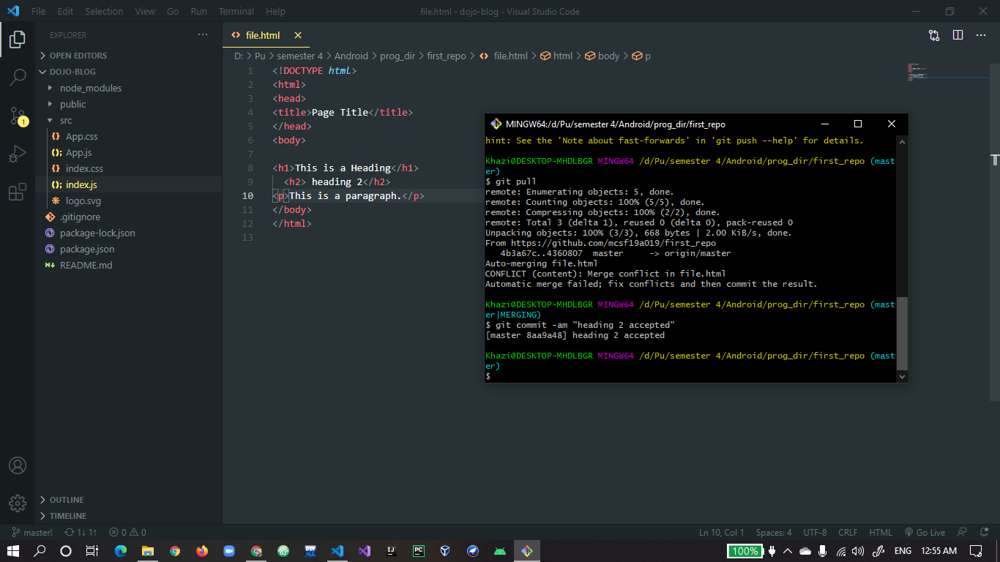 File Edit Selection View Go Run Terminal Help file.html - dojo-blog - Visual Studio Code
EXPLORER
OPEN EDITORS
DOJO-BLOG
node_modules
public
src
App.css
App.js
index.css
index.js
logo.svg
.gitignore
package-lock.json
package.json
README.md
OUTLINE
TIMELINE
1
file.html
D: > Pu > semester 4 > Android > prog_dir > first_repo > file.html > html > body > p
1 <!DOCTYPE html>
2 <html>
3 <head>
4 <title>Page Title</title>
5 </head>
6 <body>
7
8 <h1>This is a Heading</h1>
9 <h2> heading 2</h2>
10 <p>This is a paragraph.</p>
11 </body>
12 </html>
13
MINGW64:/d/Pu/semester 4/Android/prog_dir/first_repo
hint: See the 'Note about fast-forwards' in 'git push --help' for details.
Khazi@DESKTOP-MHDLBGR MINGW64 /d/Pu/semester 4/Android/prog_dir/first_repo (mast
er)
$ git pull
remote: Enumerating objects: 5, done.
remote: Counting objects: 100% (5/5), done.
remote: Compressing objects: 100% (2/2), done.
remote: Total 3 (delta 1), reused 0 (delta 0), pack-reused 0
Unpacking objects: 100% (3/3), 668 bytes | 2.00 KiB/s, done.
From https://github.com/mcsf19a019/first_repo
4b3a67c..4360807 master -> origin/master
Auto-merging file.html
CONFLICT (content): Merge conflict in file.html
Automatic merge failed; fix conflicts and then commit the result.
Khazi@DESKTOP-MHDLBGR MINGW64 /d/Pu/semester 4/Android/prog_dir/first_repo (mast
er|MERGING)
$ git commit -am "heading 2 accepted"
[master 8aa9a48] heading 2 accepted
Khazi@DESKTOP-MHDLBGR MINGW64 /d/Pu/semester 4/Android/prog_dir/first_repo (mast
er)
$
master! 1↓ 1↑ 0 0 Ln 10, Col 1 Spaces: 4 UTF-8 CRLF HTML Go Live
100% ENG 12:55 AM